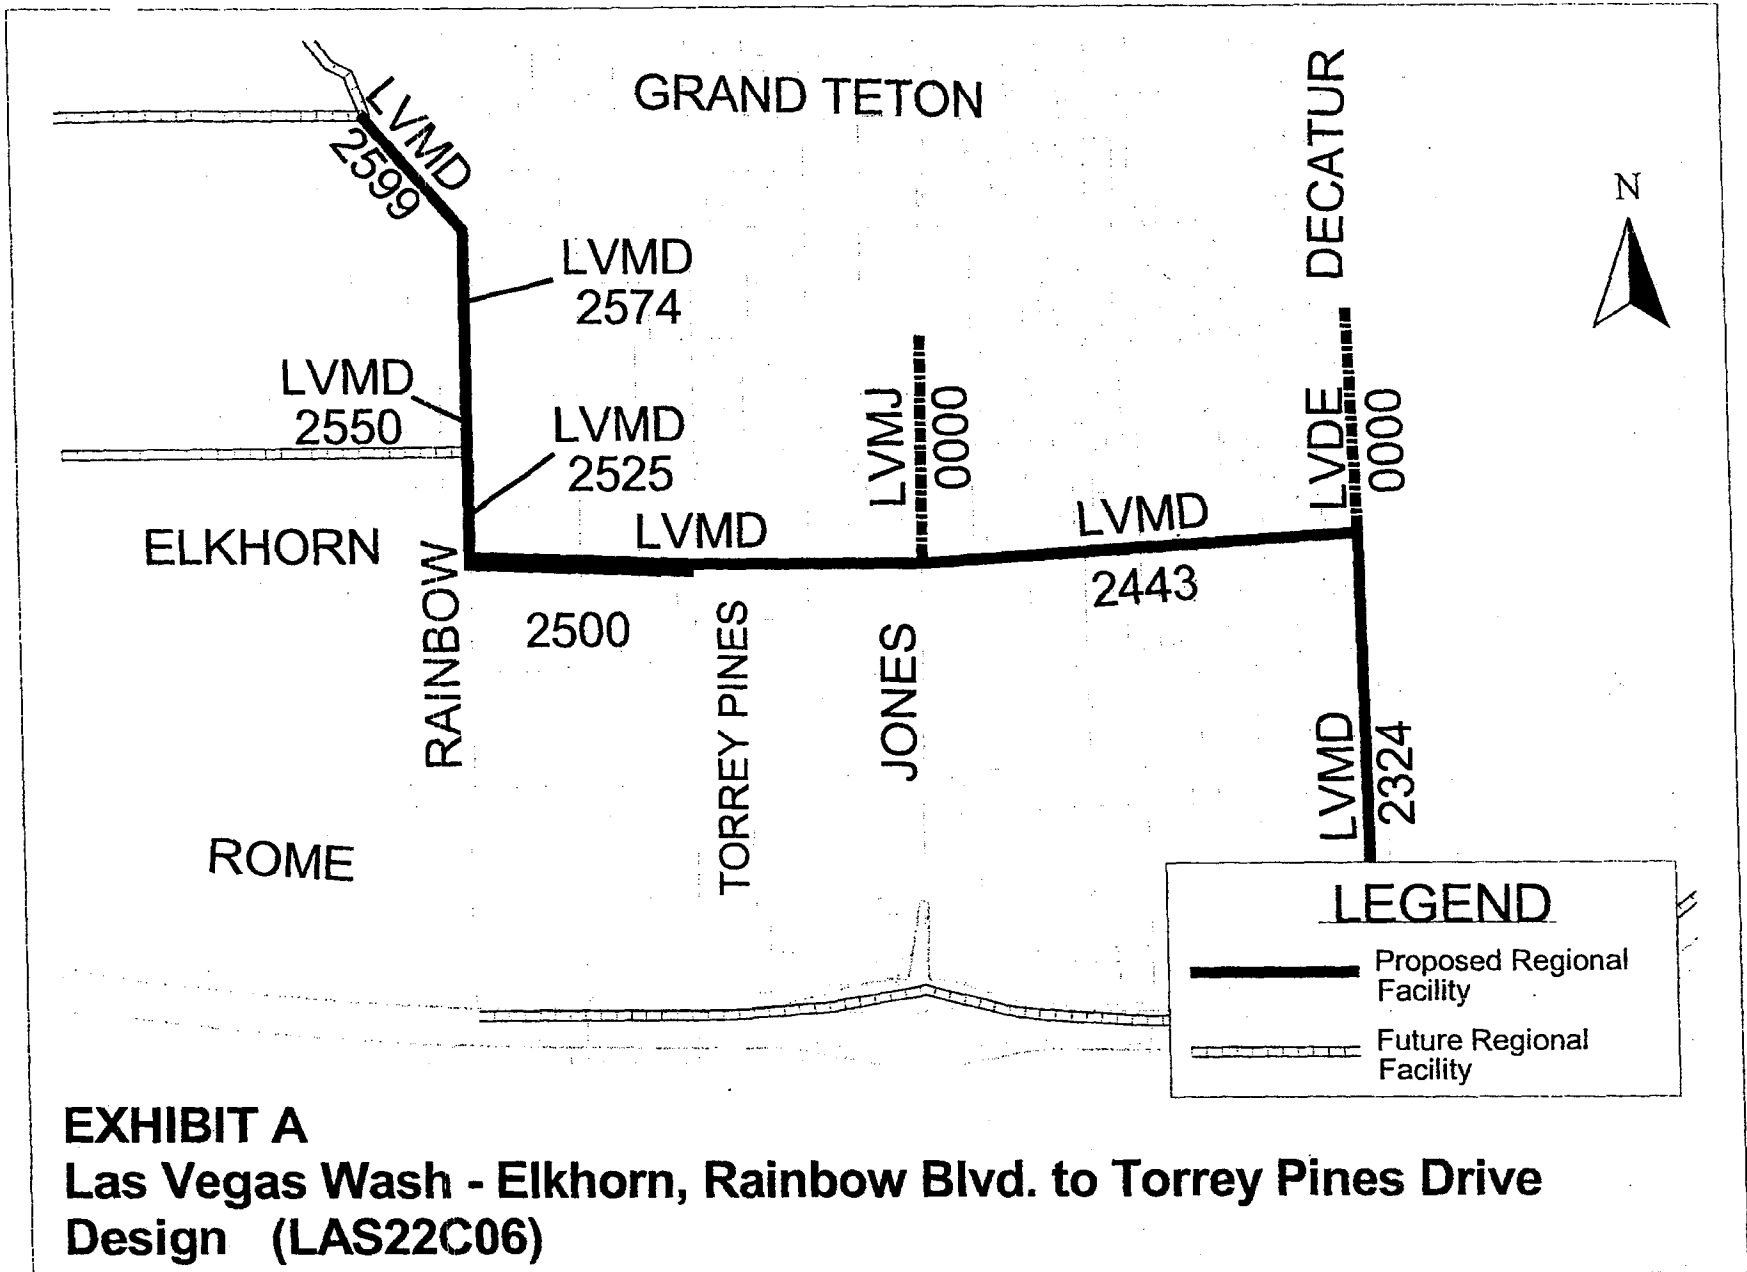 GRAND TETON
DECATUR
N
LVMD
2599
LVMD
2574
LVMD
2550
LVMD
2525
LVMJ
0000
LVDE
0000
ELKHORN
LVMD
2500
LVMD
2443
RAINBOW
TORREY PINES
JONES
LVMD
2324
ROME
LEGEND
Proposed Regional
Facility
Future Regional
Facility
EXHIBIT A
Las Vegas Wash - Elkhorn, Rainbow Blvd. to Torrey Pines Drive
Design (LAS22C06)